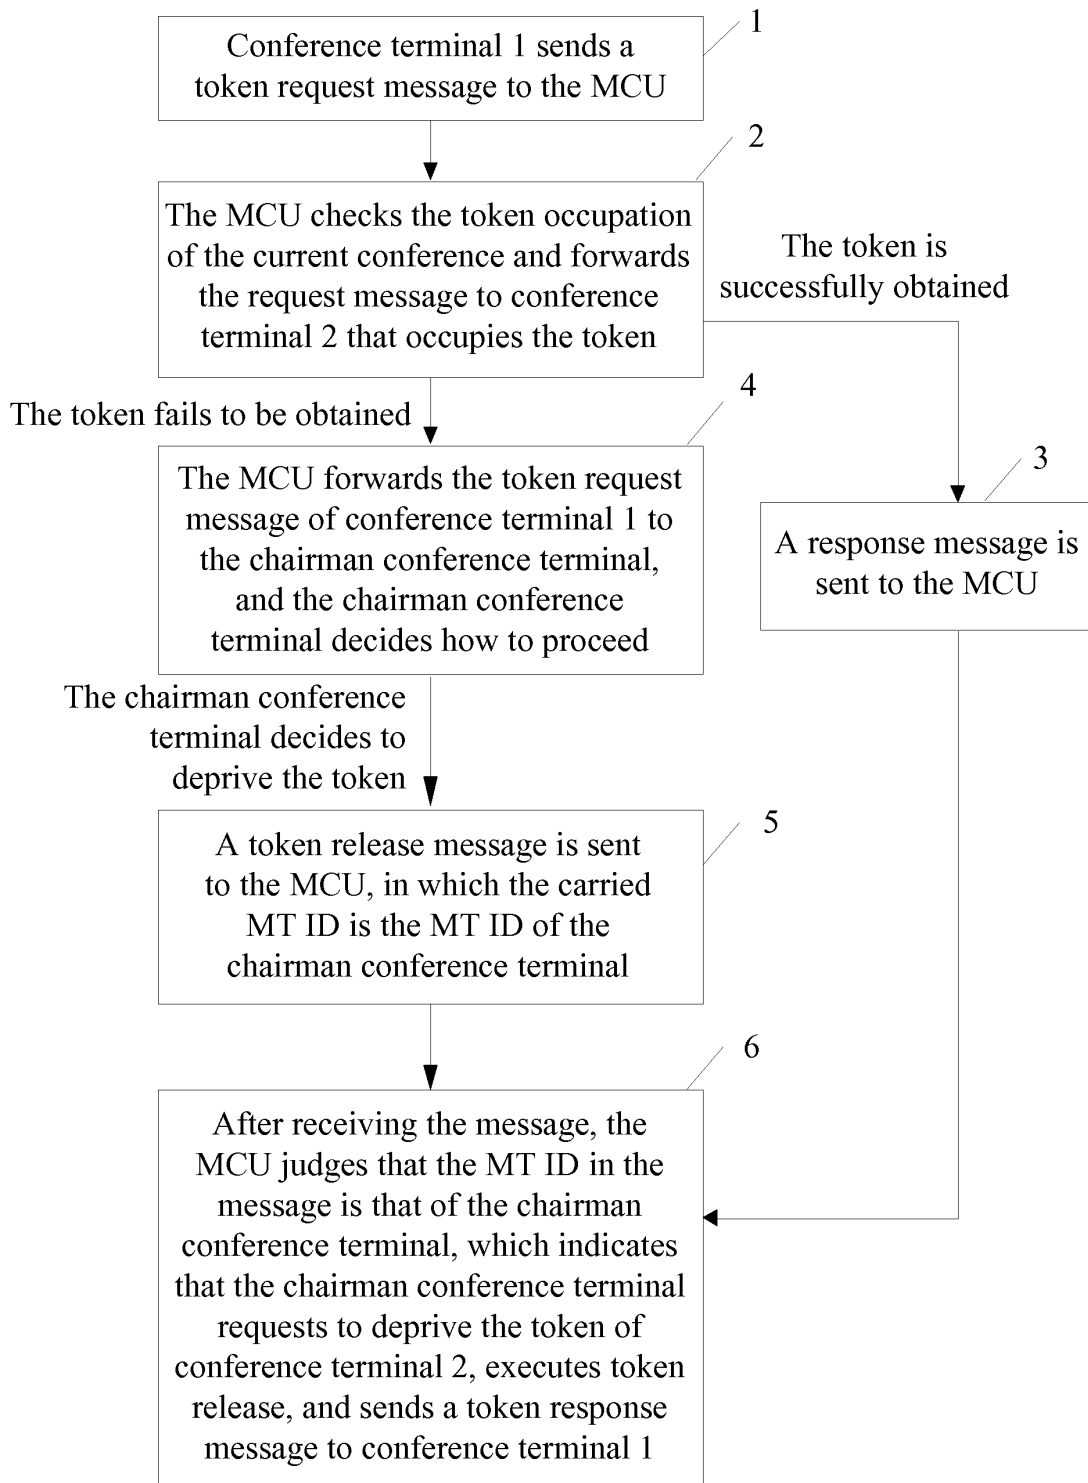 1
Conference terminal 1 sends a
token request message to the MCU
2
The MCU checks the token occupation
of the current conference and forwards
the request message to conference
terminal 2 that occupies the token
The token is
successfully obtained
The token fails to be obtained
4
The MCU forwards the token request
message of conference terminal 1 to
the chairman conference terminal,
and the chairman conference
terminal decides how to proceed
3
A response message is
sent to the MCU
The chairman conference
terminal decides to
deprive the token
5
A token release message is sent
to the MCU, in which the carried
MT ID is the MT ID of the
chairman conference terminal
6
After receiving the message, the
MCU judges that the MT ID in the
message is that of the chairman
conference terminal, which indicates
that the chairman conference terminal
requests to deprive the token of
conference terminal 2, executes token
release, and sends a token response
message to conference terminal 1